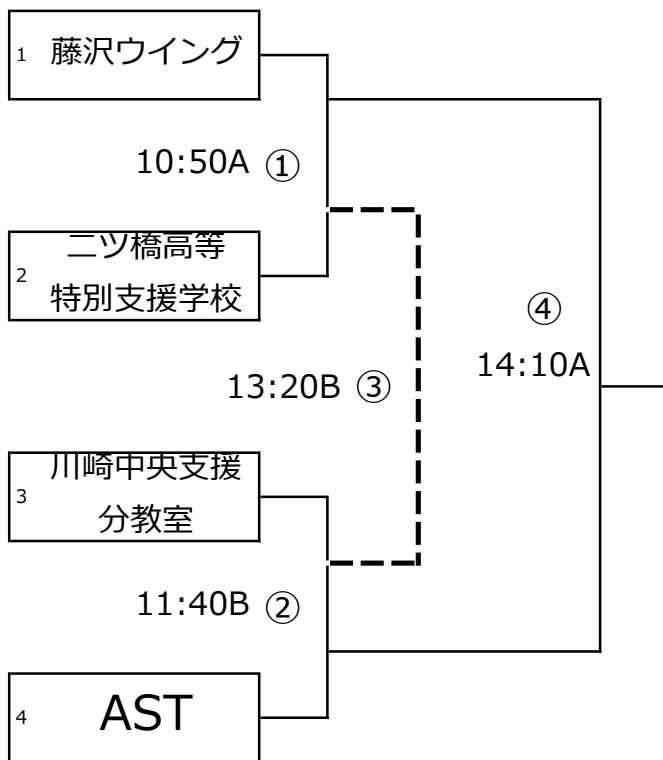 1 藤沢ウイング
10:50A ①
2 二ツ橋高等
特別支援学校
④
14:10A
13:20B ③
3 川崎中央支援
分教室
11:40B ②
4 AST